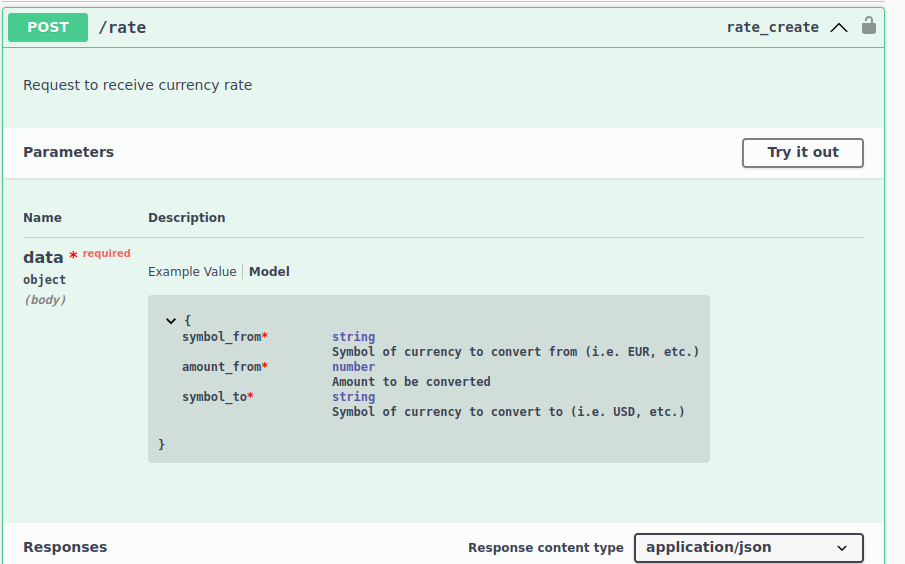 POST /rate rate_create
Request to receive currency rate
Parameters Try it out
Name Description
data * required
object
(body)
Example Value Model
{
symbol_from* string
Symbol of currency to convert from (i.e. EUR, etc.)
amount_from* number
Amount to be converted
symbol_to* string
Symbol of currency to convert to (i.e. USD, etc.)
}
Responses Response content type application/json